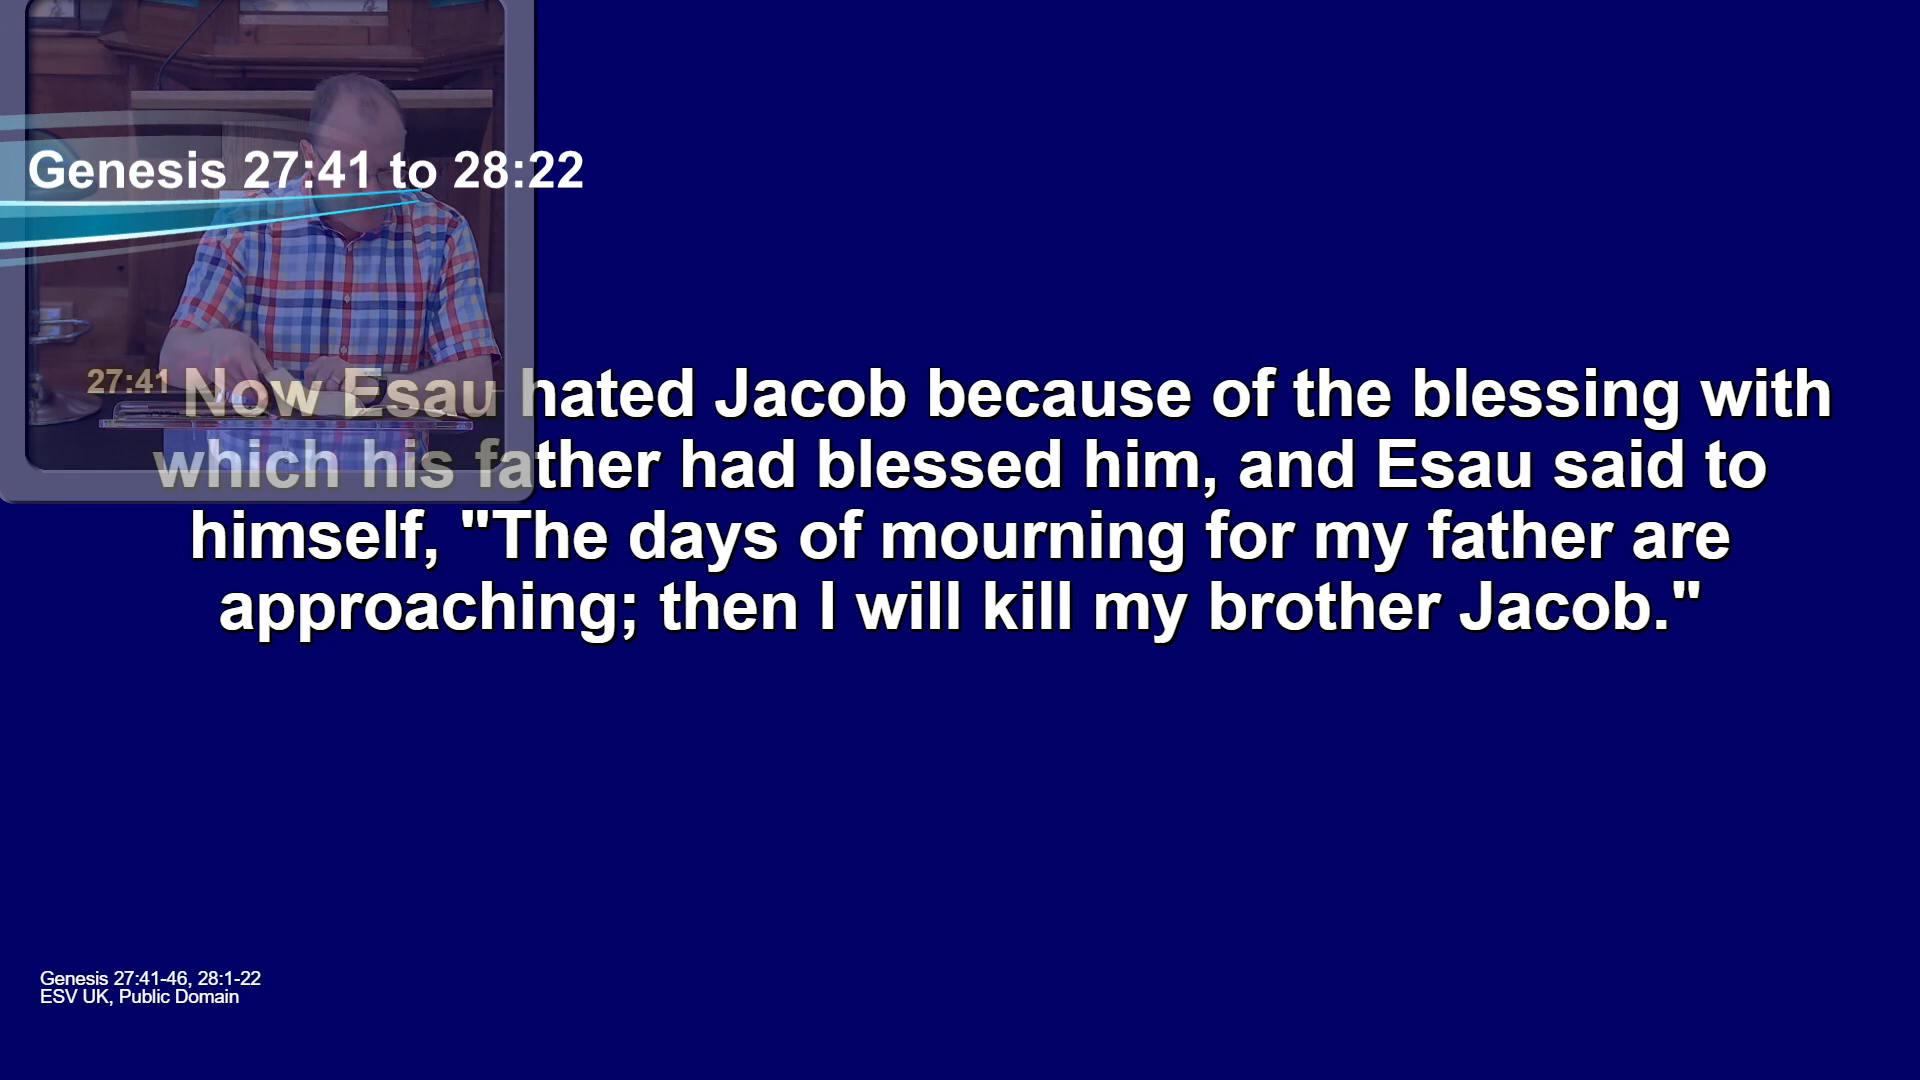 Genesis 27:41 to 28:22
27:41 Now Esau hated Jacob because of the blessing with
which his father had blessed him, and Esau said to
himself, "The days of mourning for my father are
approaching; then I will kill my brother Jacob."
Genesis 27:41-46, 28:1-22
ESV UK, Public Domain